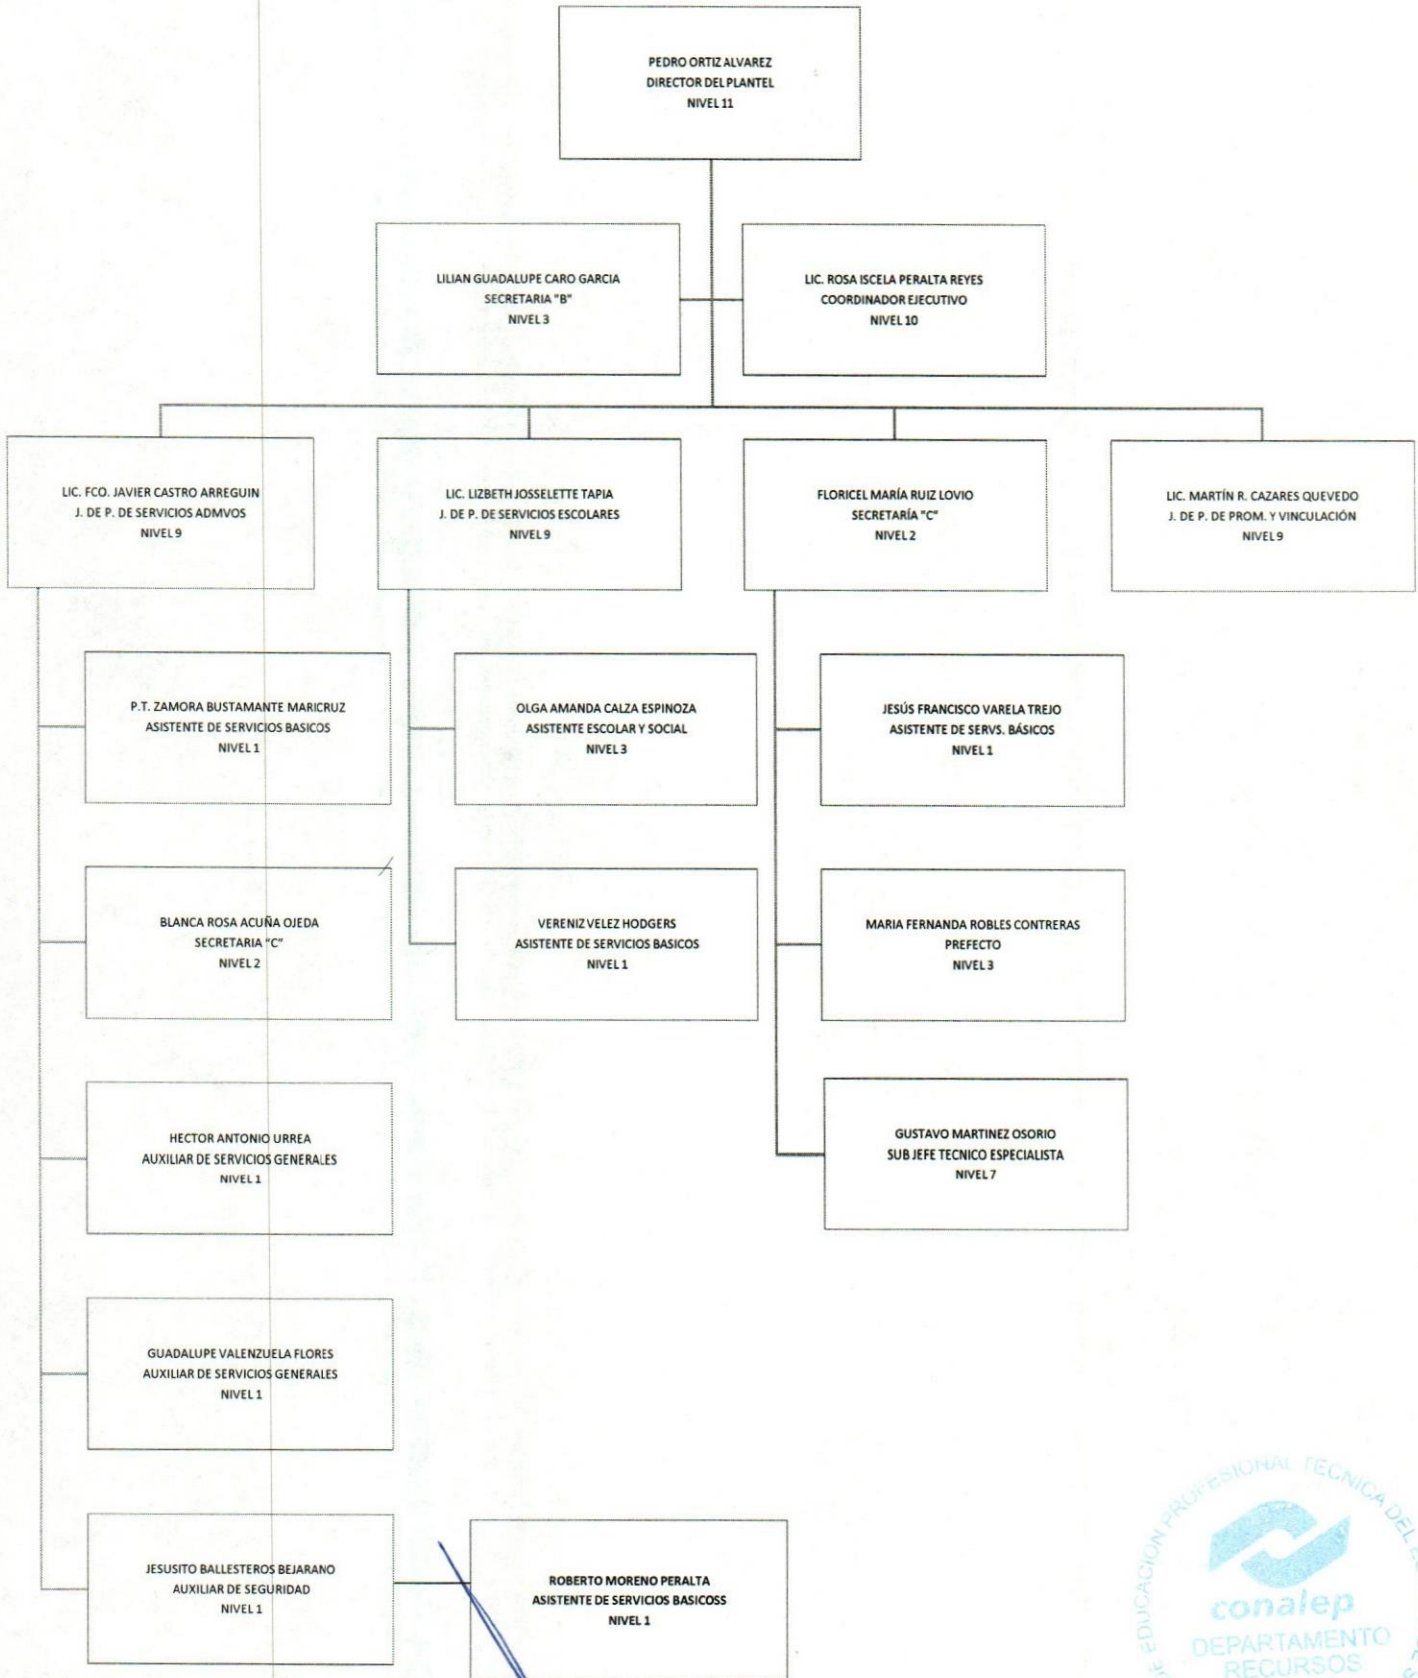 PEDRO ORTIZ ALVAREZ
DIRECTOR DEL PLANTEL
NIVEL 11
LILIAN GUADALUPE CARO GARCIA
SECRETARIA "B"
NIVEL 3
LIC. ROSA ISCELA PERALTA REYES
COORDINADOR EJECUTIVO
NIVEL 10
LIC. FCO. JAVIER CASTRO ARREGUIN
J. DE P. DE SERVICIOS ADMVOS
NIVEL 9
LIC. LIZBETH JOSSELETTE TAPIA
J. DE P. DE SERVICIOS ESCOLARES
NIVEL 9
FLORICEL MARÍA RUIZ LOVIO
SECRETARÍA "C"
NIVEL 2
LIC. MARTÍN R. CAZARES QUEVEDO
J. DE P. DE PROM. Y VINCULACIÓN
NIVEL 9
P.T. ZAMORA BUSTAMANTE MARICRUZ
ASISTENTE DE SERVICIOS BASICOS
NIVEL 1
OLGA AMANDA CALZA ESPINOZA
ASISTENTE ESCOLAR Y SOCIAL
NIVEL 3
JESÚS FRANCISCO VARELA TREJO
ASISTENTE DE SERVS. BÁSICOS
NIVEL 1
BLANCA ROSA ACUÑA OJEDA
SECRETARIA "C"
NIVEL 2
VERENIZ VELEZ HODGERS
ASISTENTE DE SERVICIOS BASICOS
NIVEL 1
MARIA FERNANDA ROBLES CONTRERAS
PREFECTO
NIVEL 3
HECTOR ANTONIO URREA
AUXILIAR DE SERVICIOS GENERALES
NIVEL 1
GUSTAVO MARTINEZ OSORIO
SUB JEFE TECNICO ESPECIALISTA
NIVEL 7
GUADALUPE VALENZUELA FLORES
AUXILIAR DE SERVICIOS GENERALES
NIVEL 1
JESUSITO BALLESTEROS BEJARANO
AUXILIAR DE SEGURIDAD
NIVEL 1
ROBERTO MORENO PERALTA
ASISTENTE DE SERVICIOS BASICOSS
NIVEL 1
DE EDUCACIÓN PROFESIONAL TECNICA DEL
conalep
DEPARTAMENTO
RECURSOS